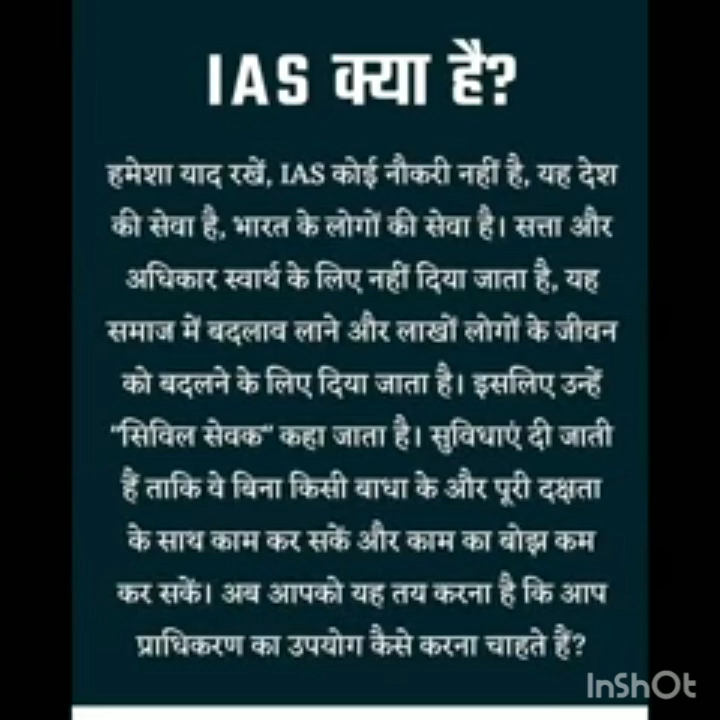 IAS क्या है?
हमेशा याद रखें, IAS कोई नौकरी नहीं है, यह देश
की सेवा है, भारत के लोगों की सेवा है। सत्ता और
अधिकार स्वार्थ के लिए नहीं दिया जाता है, यह
समाज में बदलाव लाने और लाखों लोगों के जीवन
को बदलने के लिए दिया जाता है। इसलिए उन्हें
"सिविल सेवक" कहा जाता है। सुविधाएं दी जाती
हैं ताकि वे बिना किसी बाधा के और पूरी दक्षता
के साथ काम कर सकें और काम का बोझ कम
कर सकें। अब आपको यह तय करना है कि आप
प्राधिकरण का उपयोग कैसे करना चाहते हैं?
InShOt